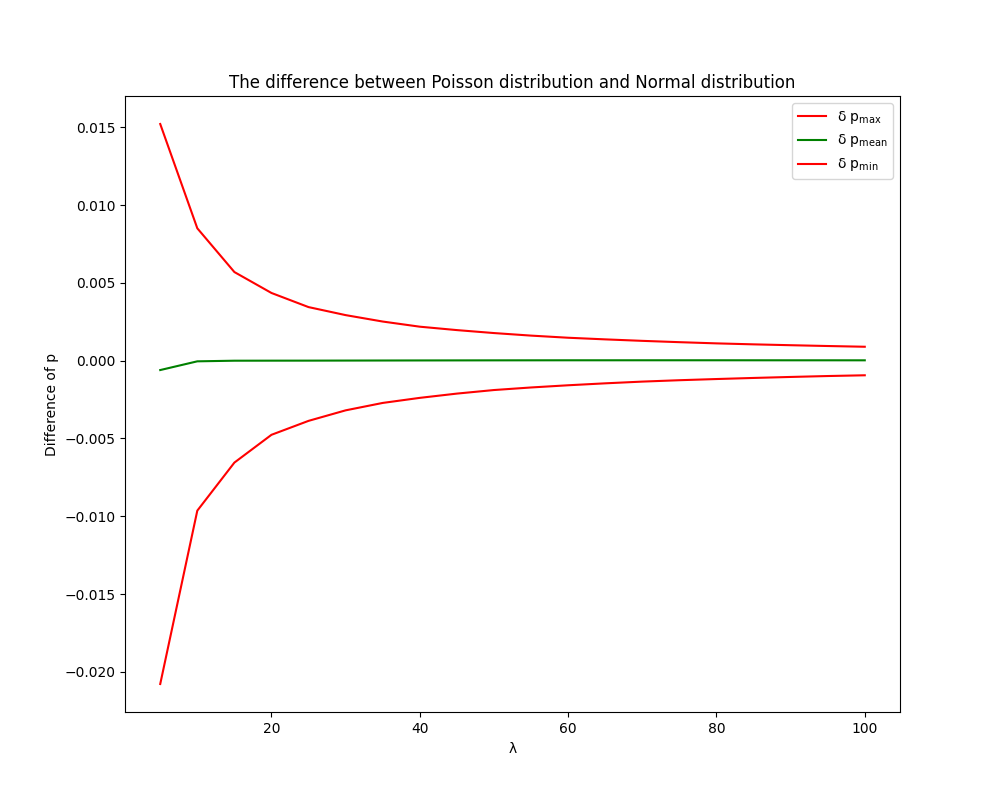 The difference between Poisson distribution and Normal distribution
δ pmax
δ pmean
δ pmin
0.015
0.010
0.005
0.000
−0.005
−0.010
−0.015
−0.020
Difference of p
20 40 60 80 100
λ